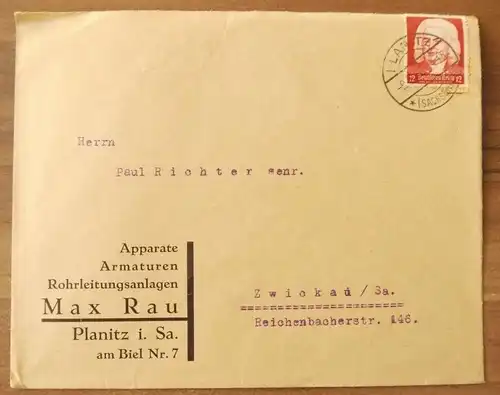 PLANITZ
(SACHSEN)
12 Deutsches Reich 12
Herrn
Paul Richter senr.
Apparate
Armaturen
Rohrleitungsanlagen
Max Rau
Planitz i. Sa.
am Biel Nr. 7
Zwickau/Sa.
Reichenbacherstr. 146.